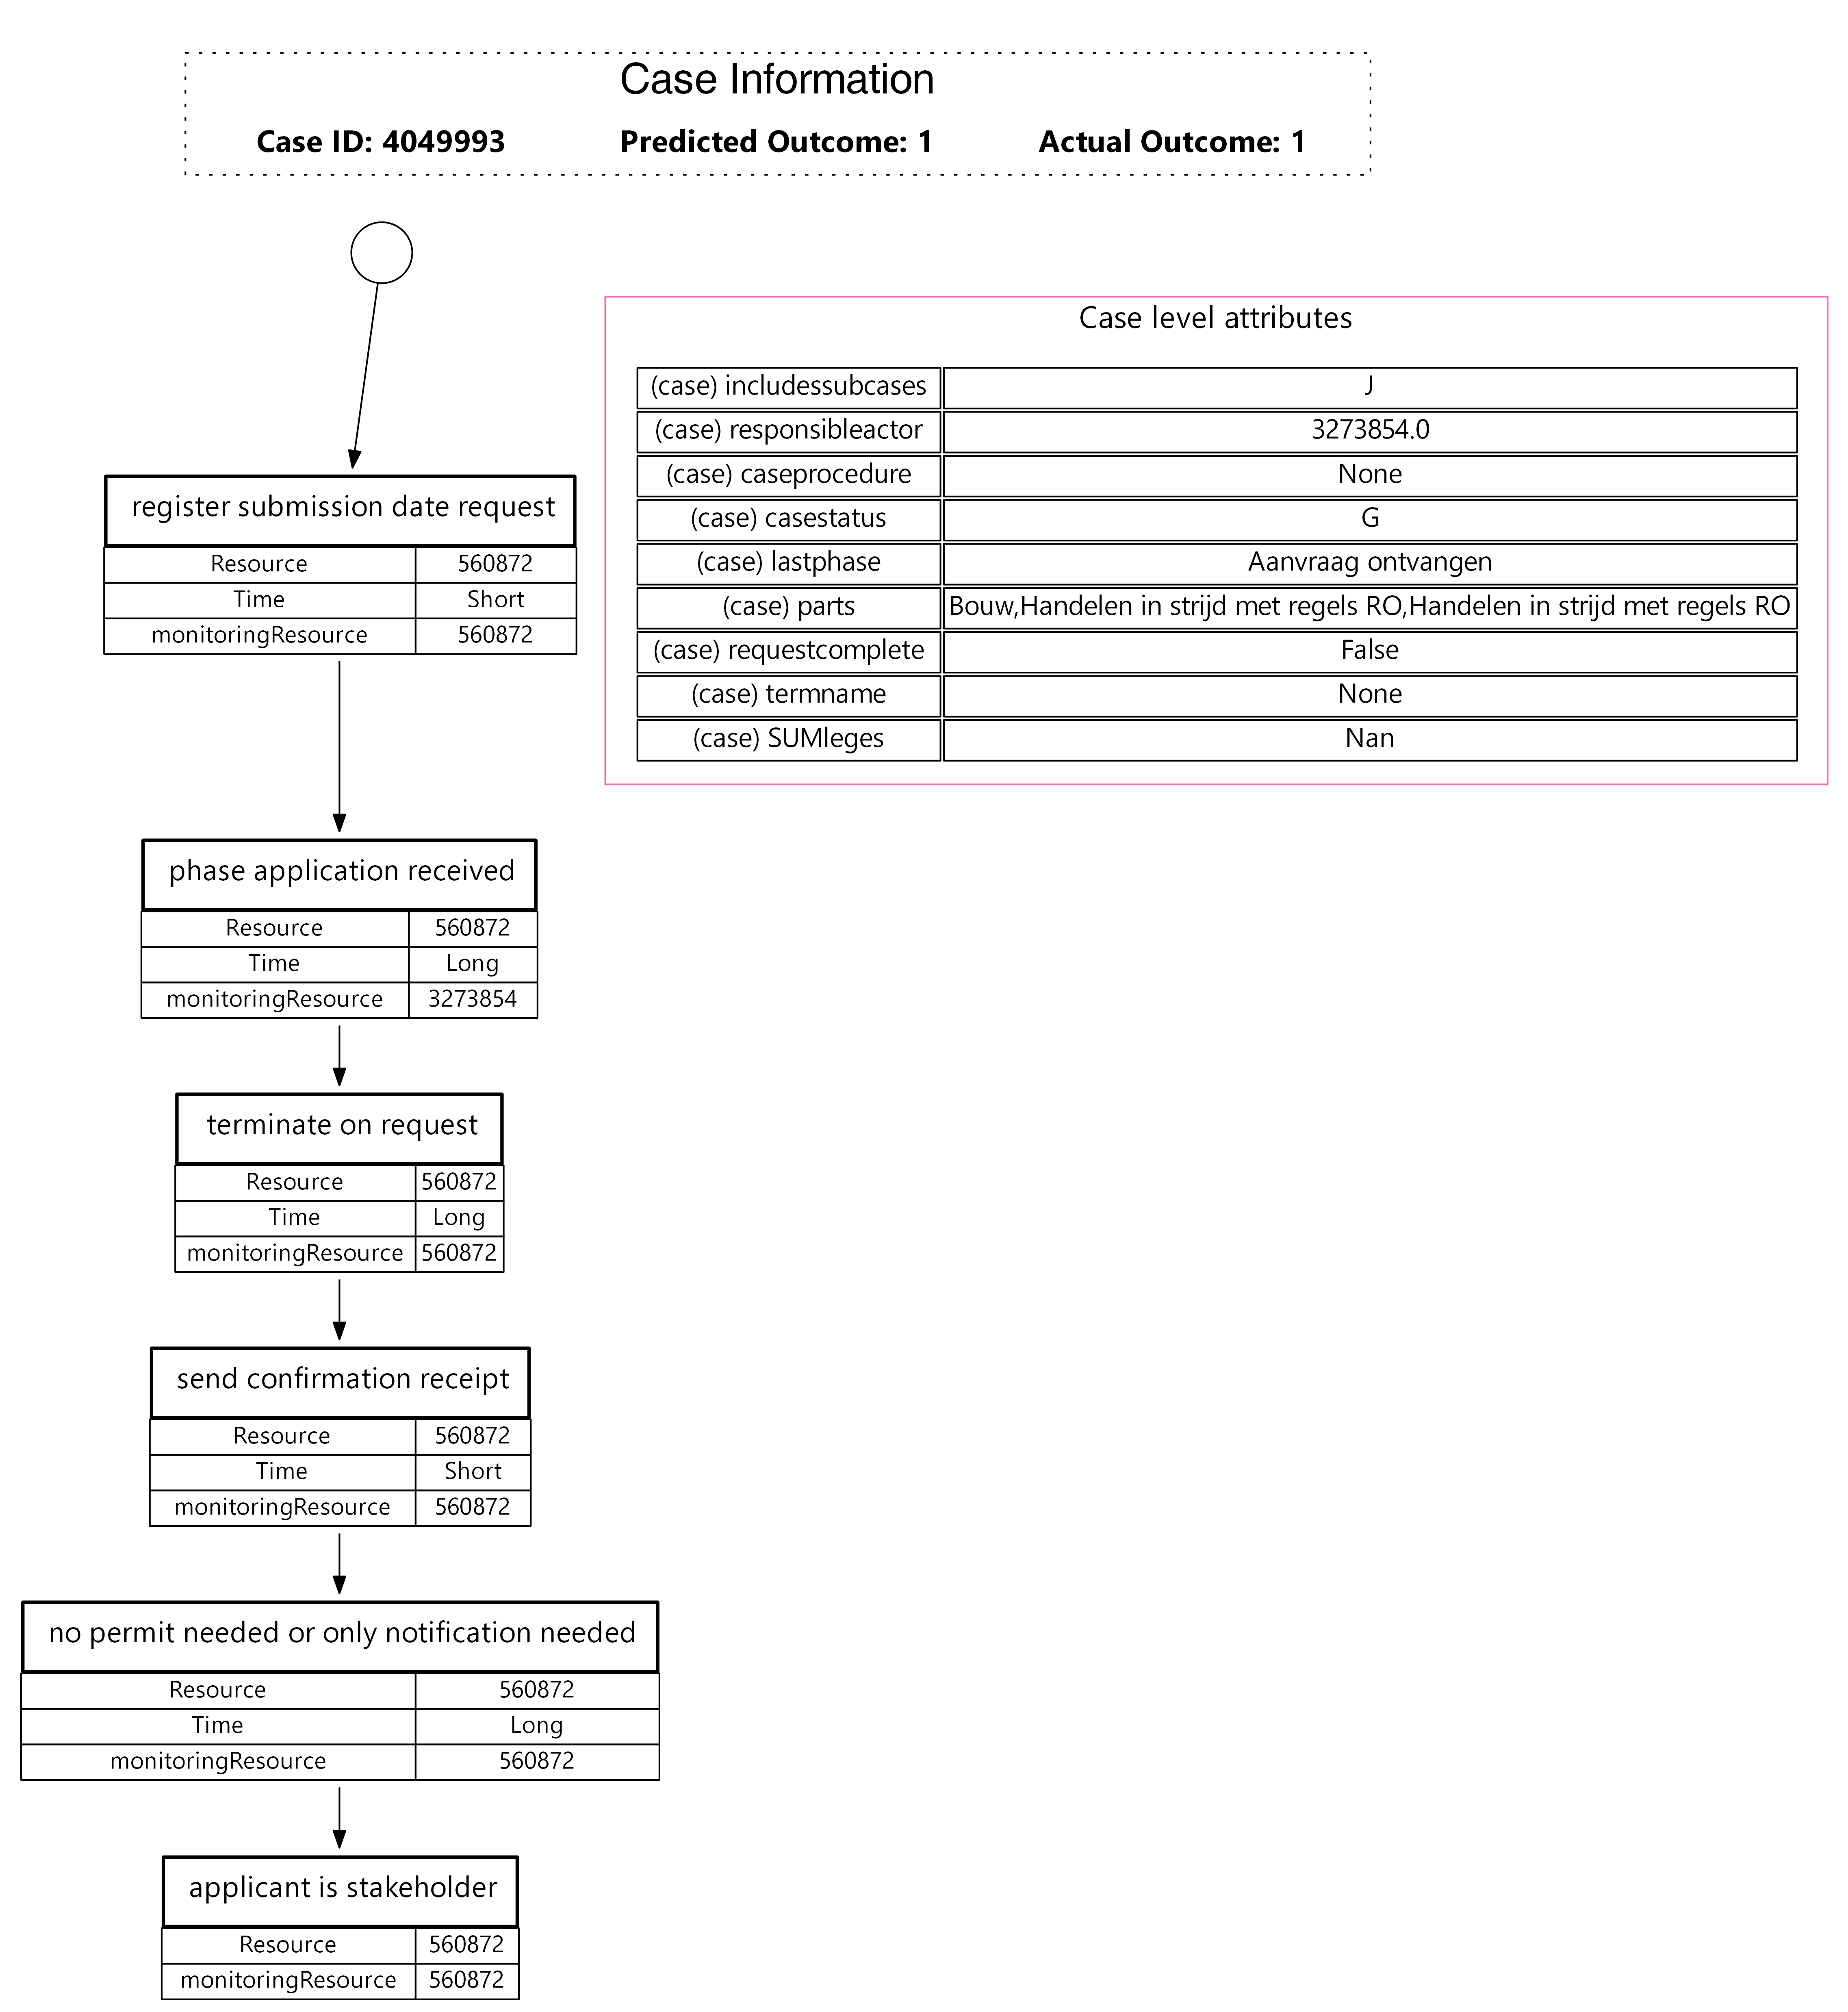 Case Information
Case ID: 4049993 Predicted Outcome: 1 Actual Outcome: 1
Case level attributes
(case) includessubcases J
(case) responsibleactor 3273854.0
(case) caseprocedure None
(case) casestatus G
(case) lastphase Aanvraag ontvangen
(case) parts Bouw,Handelen in strijd met regels RO,Handelen in strijd met regels RO
(case) requestcomplete False
(case) termname None
(case) SUMleges Nan
register submission date request
Resource 560872
Time Short
monitoringResource 560872
phase application received
Resource 560872
Time Long
monitoringResource 3273854
terminate on request
Resource 560872
Time Long
monitoringResource 560872
send confirmation receipt
Resource 560872
Time Short
monitoringResource 560872
no permit needed or only notification needed
Resource 560872
Time Long
monitoringResource 560872
applicant is stakeholder
Resource 560872
monitoringResource 560872